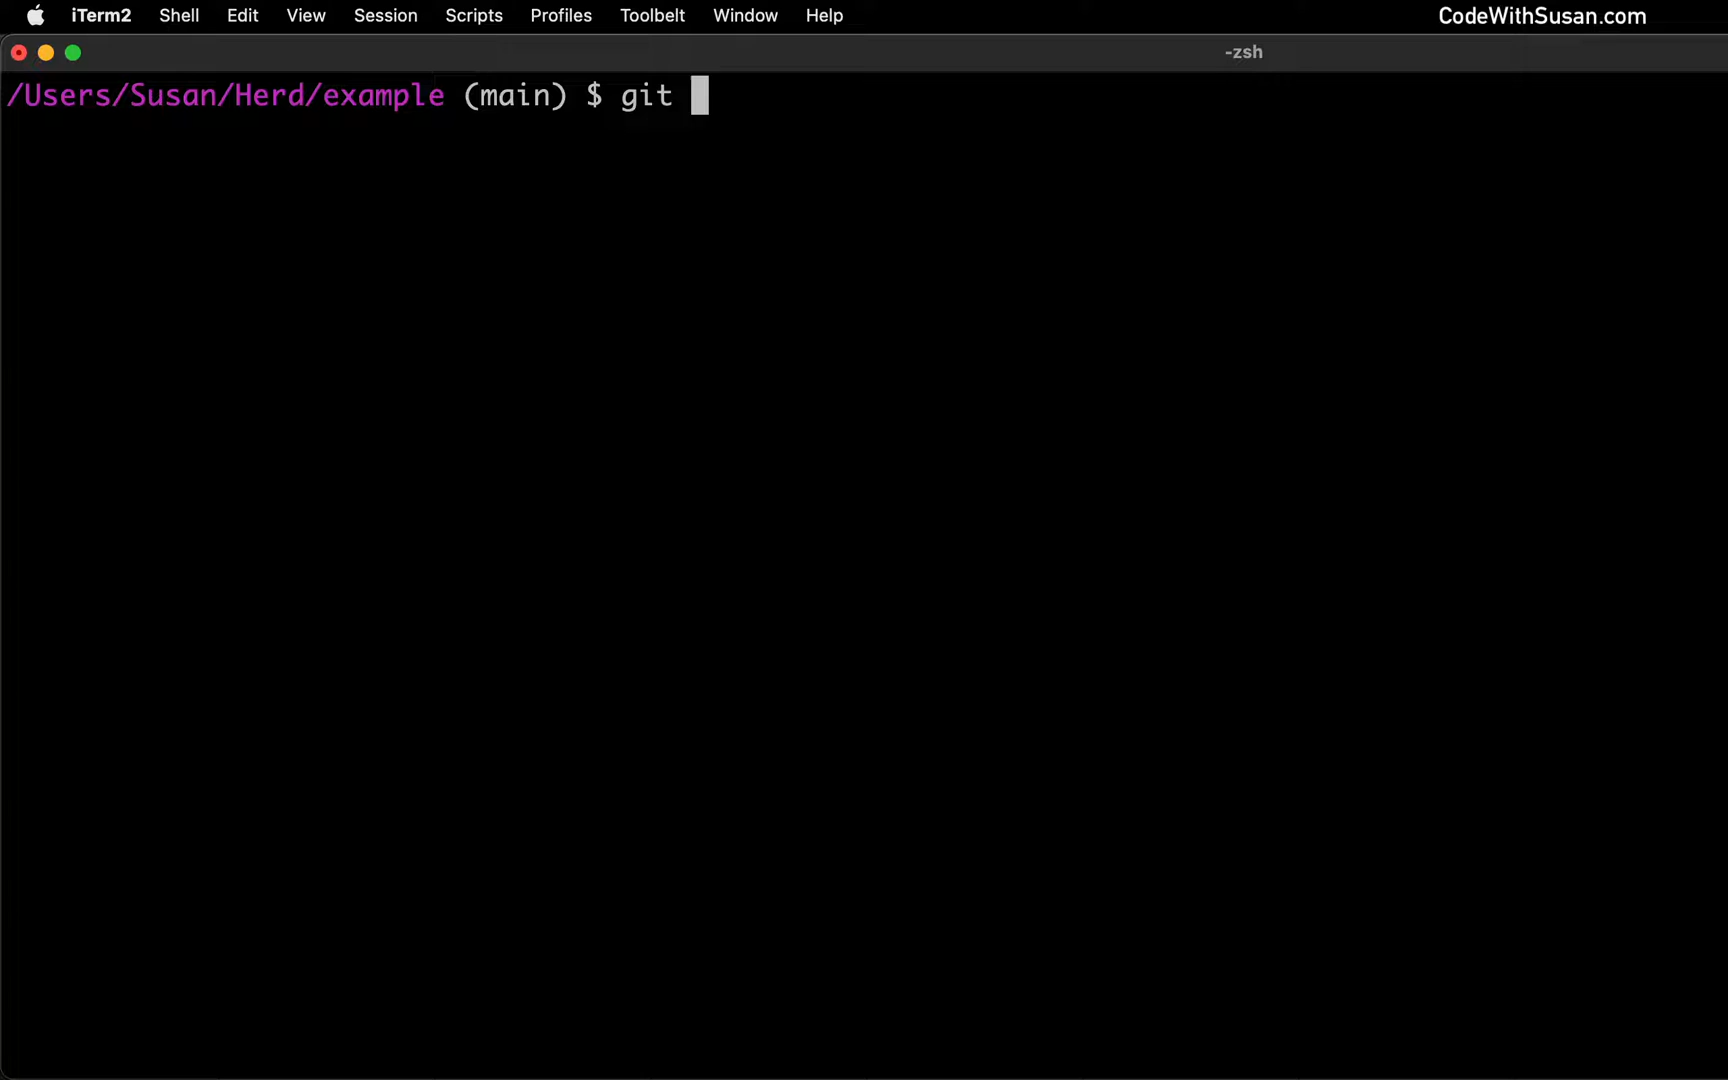 iTerm2 Shell Edit View Session Scripts Profiles Toolbelt Window Help CodeWithSusan.com
-zsh
/Users/Susan/Herd/example (main) $ git